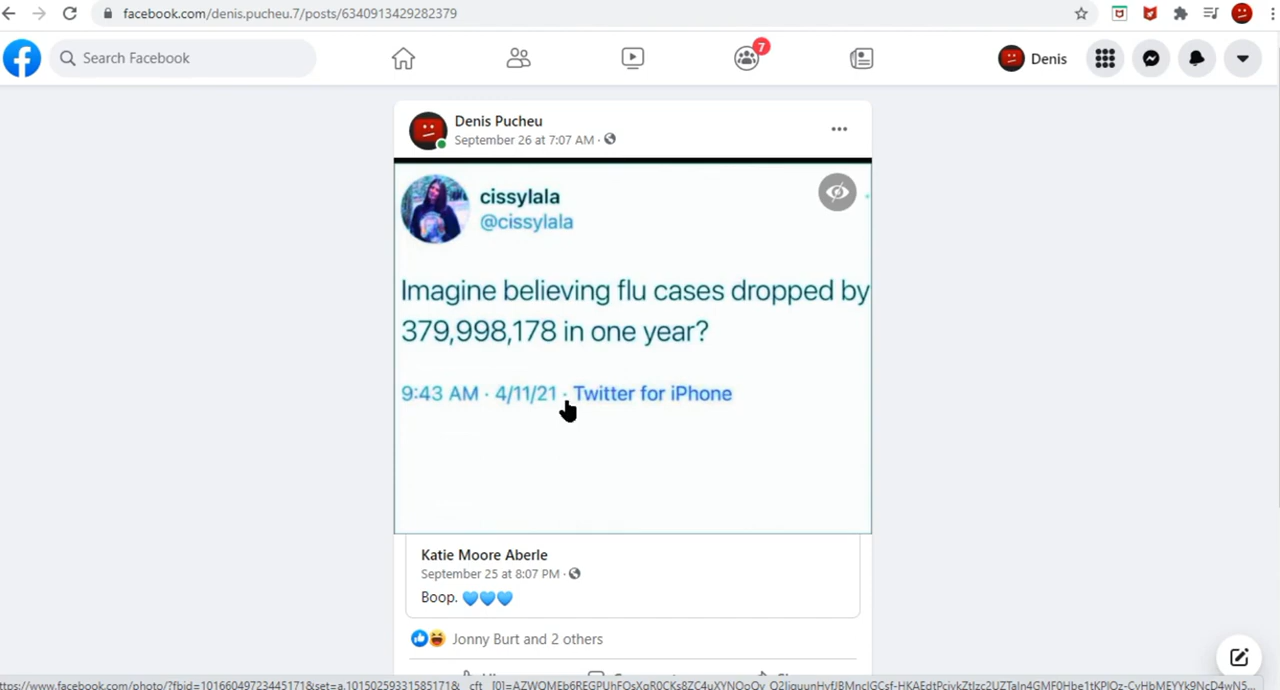 facebook.com/denis.pucheu.7/posts/6340913429282379
Search Facebook
7
Denis
Denis Pucheu
September 26 at 7:07 AM ·
cissylala
@cissylala
Imagine believing flu cases dropped by
379,998,178 in one year?
9:43 AM · 4/11/21 · Twitter for iPhone
Katie Moore Aberle
September 25 at 8:07 PM ·
Boop. 💙💙💙
Jonny Burt and 2 others